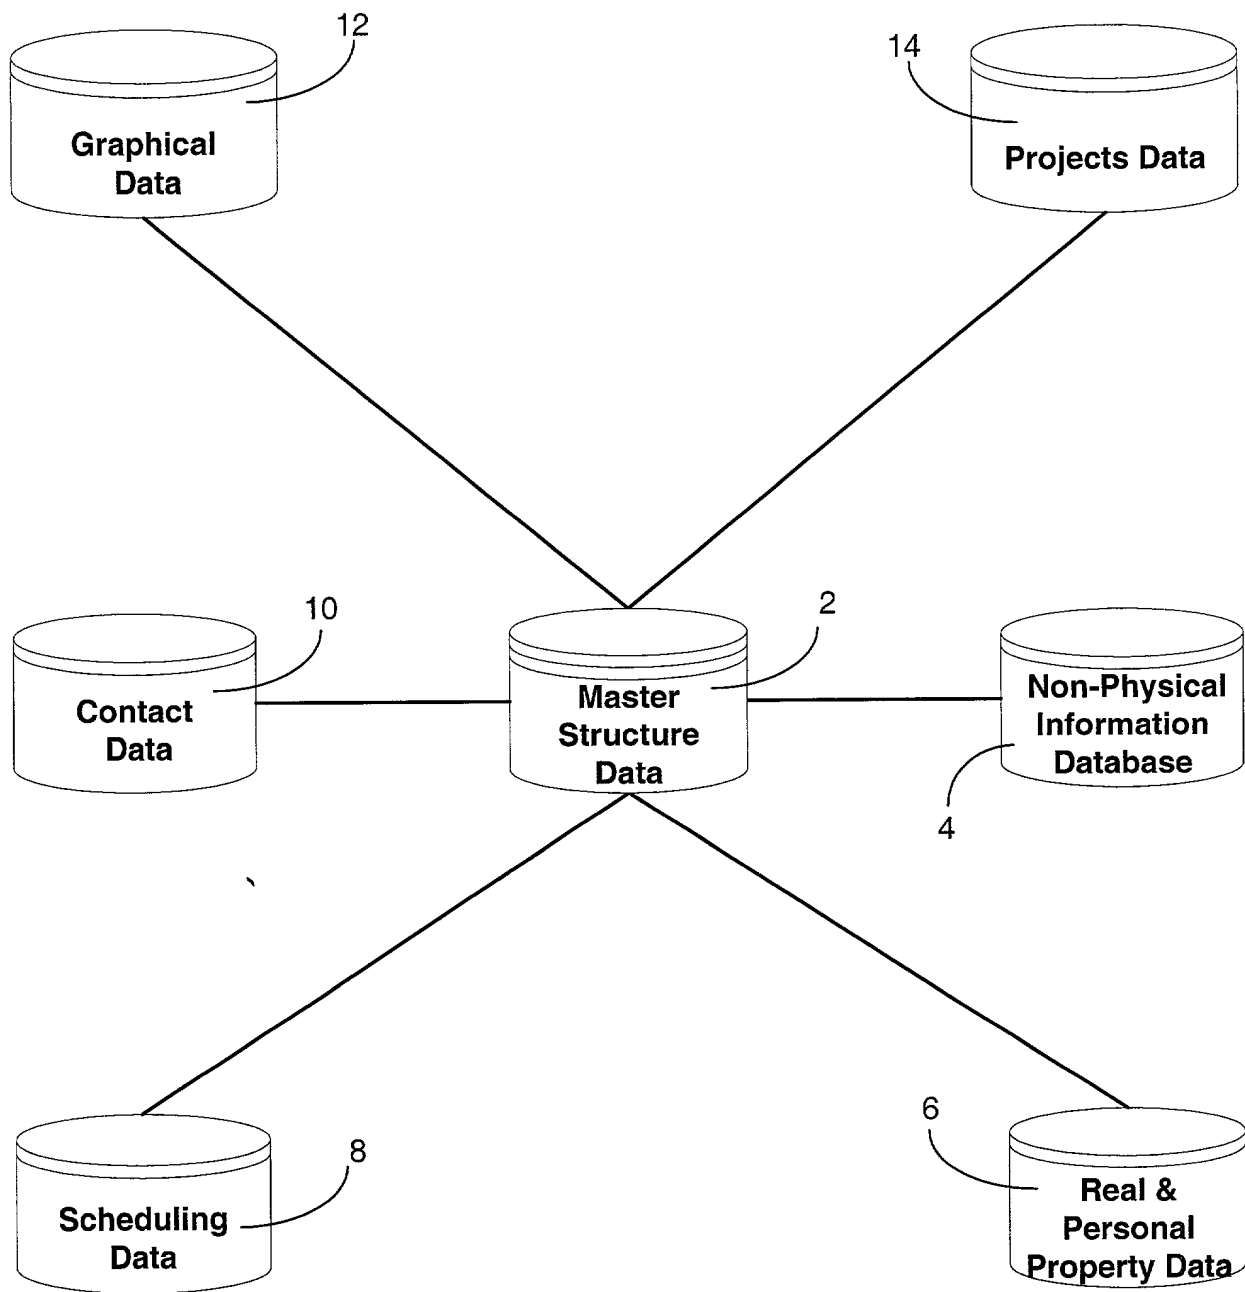 12
14
Graphical
Data
Projects Data
10
2
Contact
Data
Master
Structure
Data
Non-Physical
Information
Database
4
8
6
Scheduling
Data
Real &
Personal
Property Data